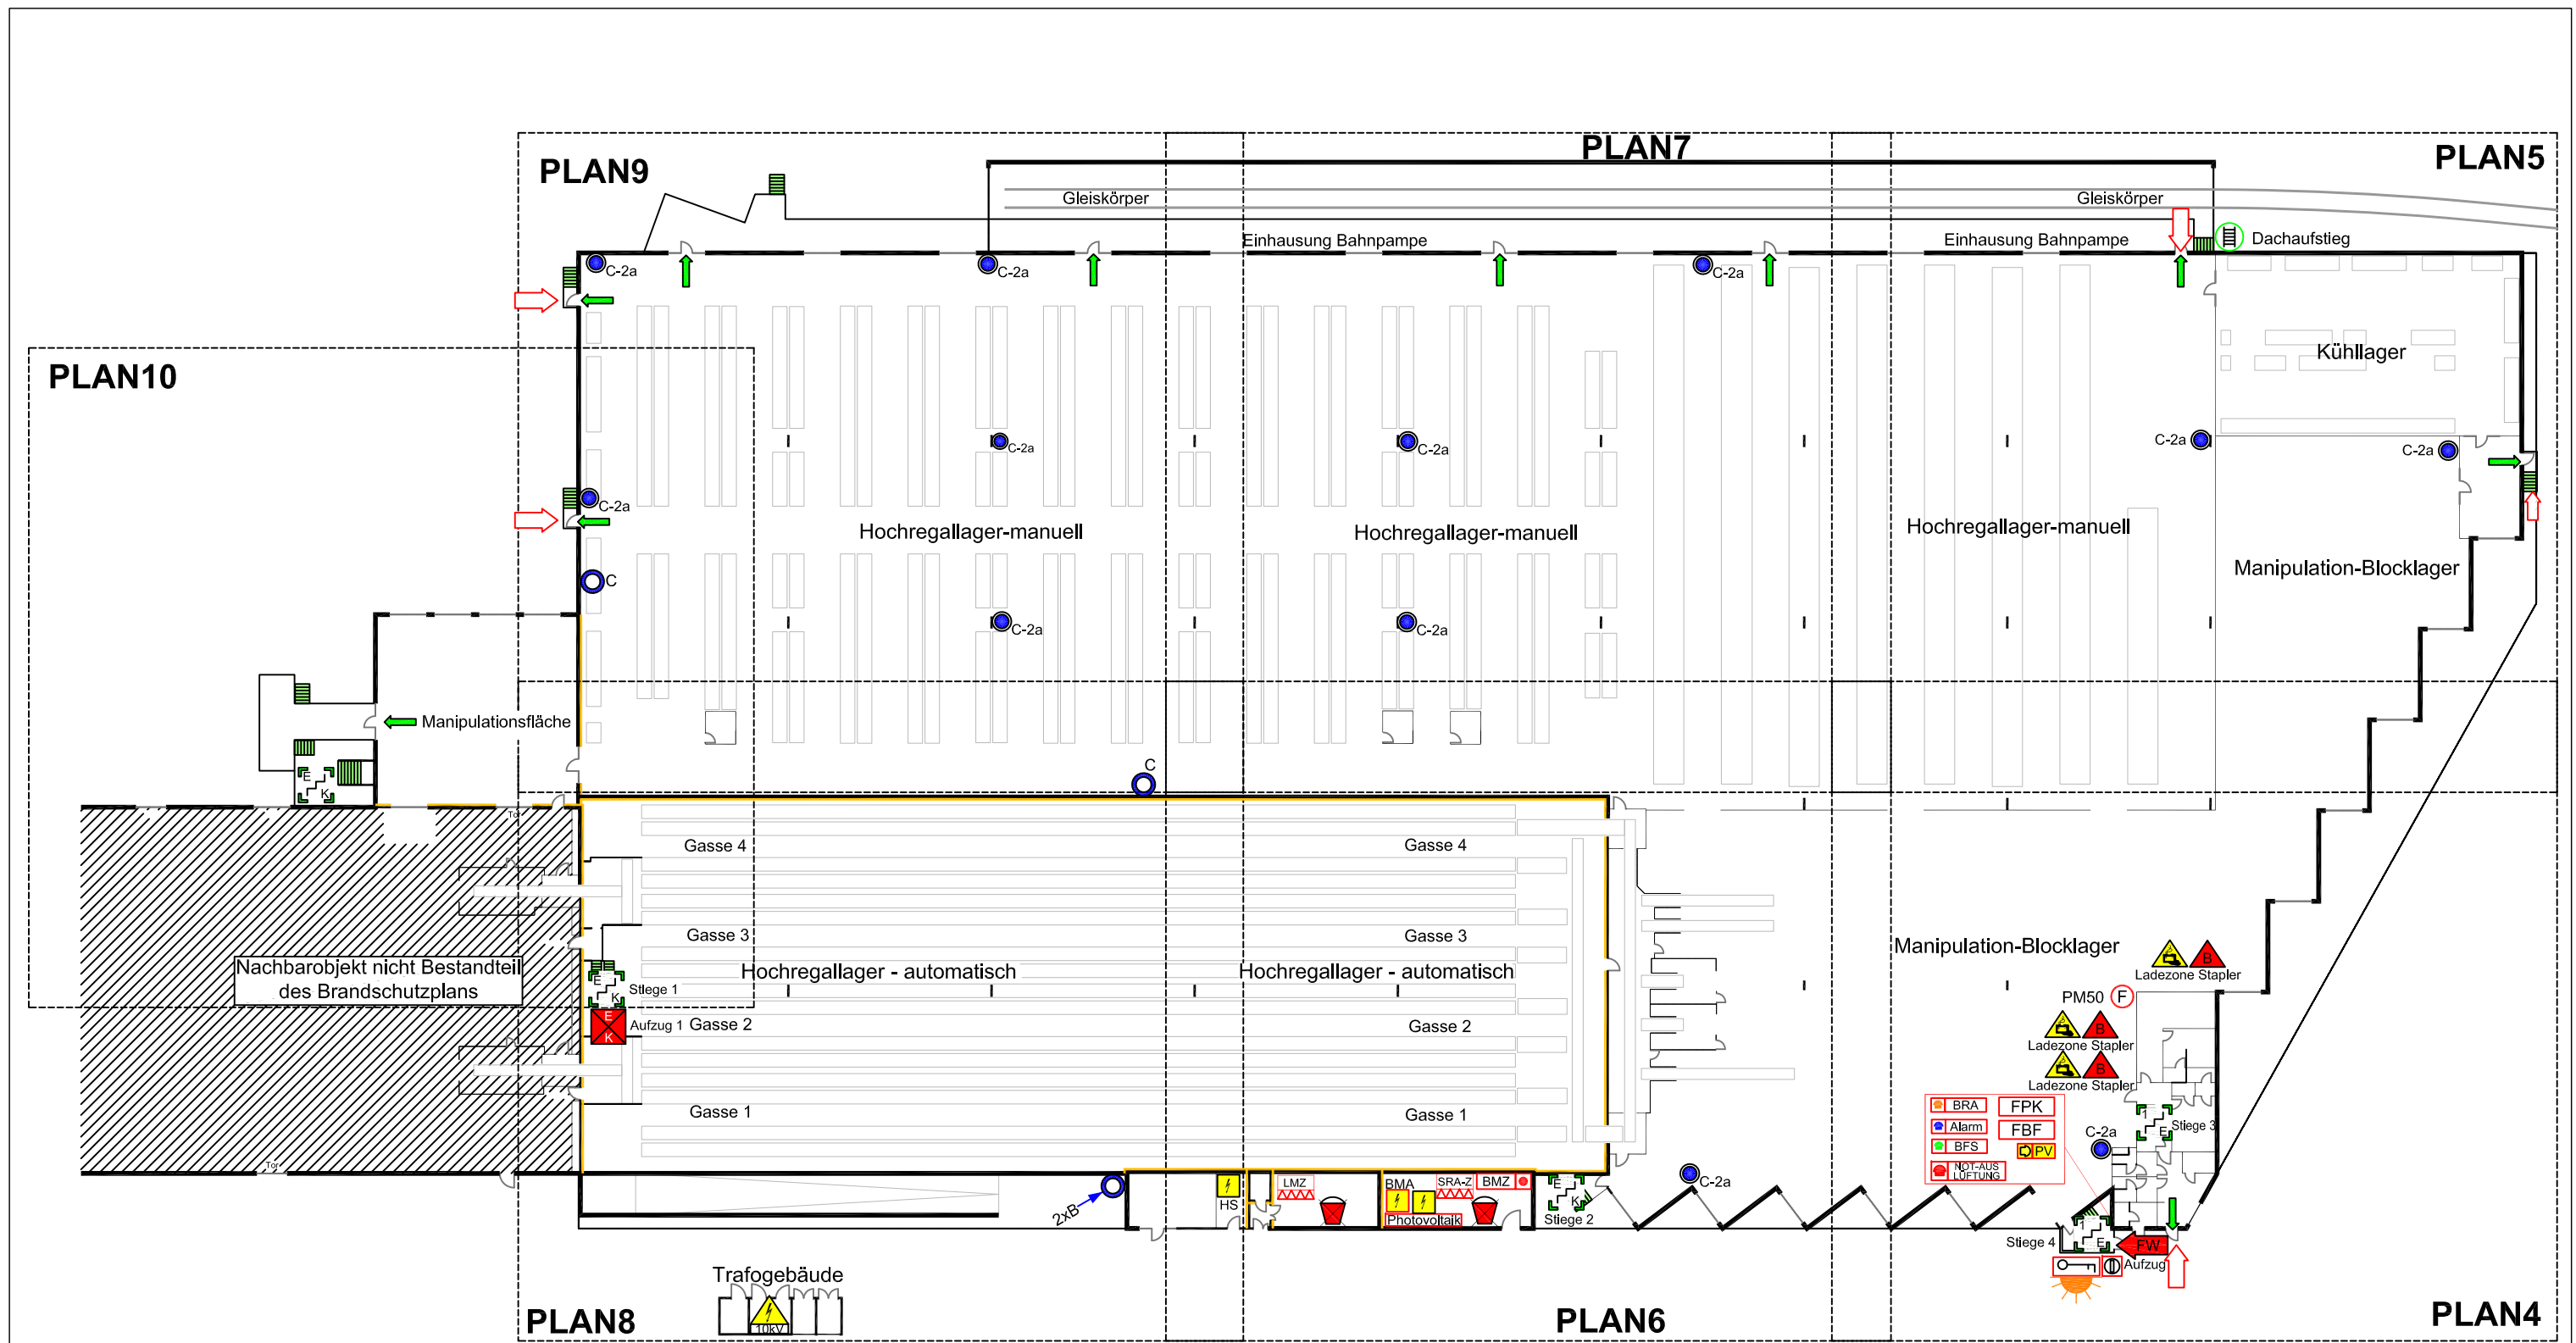 PLAN7
PLAN5
PLAN9
Gleiskörper
Gleiskörper
Einhausung Bahnpampe
Einhausung Bahnpampe
Dachaufstieg
C-2a
C-2a
C-2a
Kühllager
PLAN10
C-2a
C-2a
C-2a
C-2a
C-2a
Hochregallager-manuell
Hochregallager-manuell
Hochregallager-manuell
Manipulation-Blocklager
C
C-2a
C-2a
Manipulationsfläche
C
E
K
Tor
Gasse 4
Gasse 4
Gasse 3
Gasse 3
Manipulation-Blocklager
B
Ladezone Stapler
Nachbarobjekt nicht Bestandteil
des Brandschutzplans
Hochregallager - automatisch
Hochregallager - automatisch
E
K
Stiege 1
PM50 F
E
K
Aufzug 1
Gasse 2
Gasse 2
B
Ladezone Stapler
B
Ladezone Stapler
Gasse 1
Gasse 1
BRA
FPK
Alarm
FBF
BFS
PV
NOT-AUS
LÜFTUNG
1
E
Stiege 3
C-2a
Tor
C-2a
2xB
HS
LMZ
BMA
SRA-Z
BMZ
Photovoltaik
E
K
Stiege 2
Stiege 4
1
E
FW
Aufzug
Trafogebäude
10kV
PLAN8
PLAN6
PLAN4